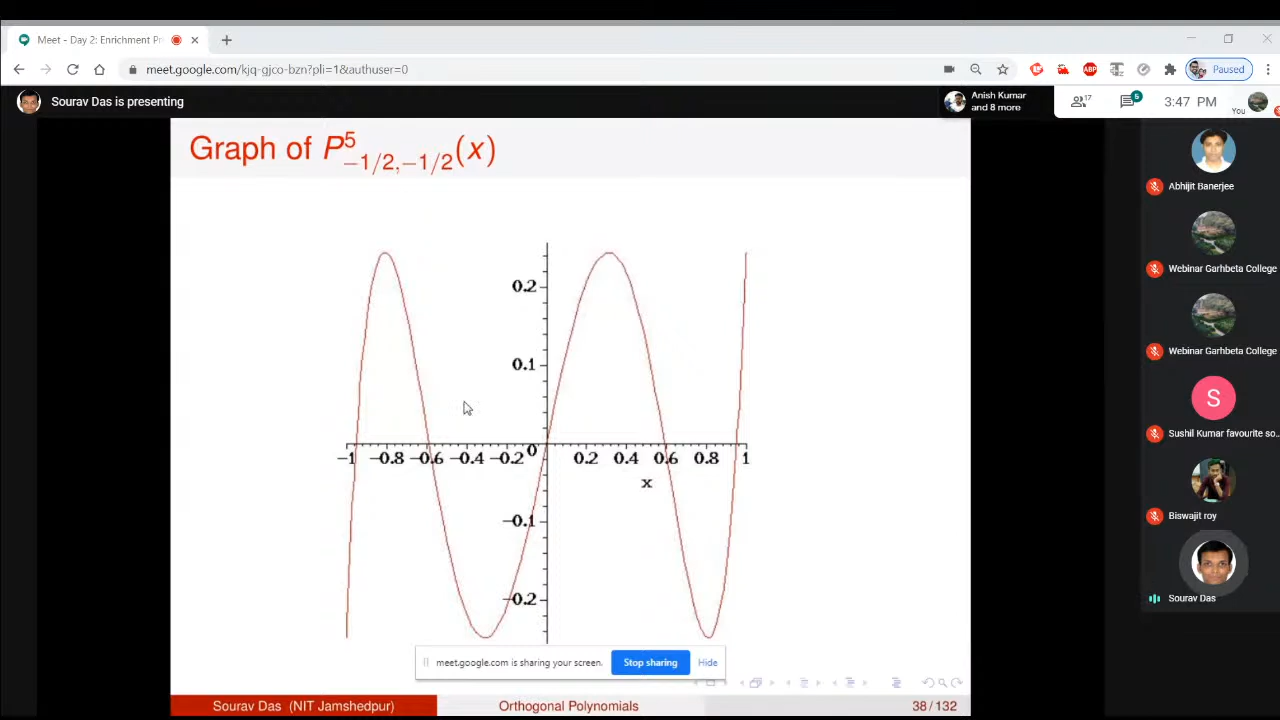 Meet - Day 2: Enrichment Pr
meet.google.com/kjq-gjco-bzn?pli=1&authuser=0
ABP
Paused
Sourav Das is presenting
Anish Kumar
and 8 more
17
5
3:47 PM
You
Graph of P^5_{-1/2,-1/2}(x)
Abhijit Banerjee
Webinar Garhbeta College
Webinar Garhbeta College
S
Sushil Kumar favourite so...
Biswajit roy
Sourav Das
0.2
0.1
0
-1 -0.8 -0.6 -0.4 -0.2 0.2 0.4 0.6 0.8 1
x
-0.1
-0.2
meet.google.com is sharing your screen. Stop sharing Hide
Sourav Das (NIT Jamshedpur) Orthogonal Polynomials 38 / 132